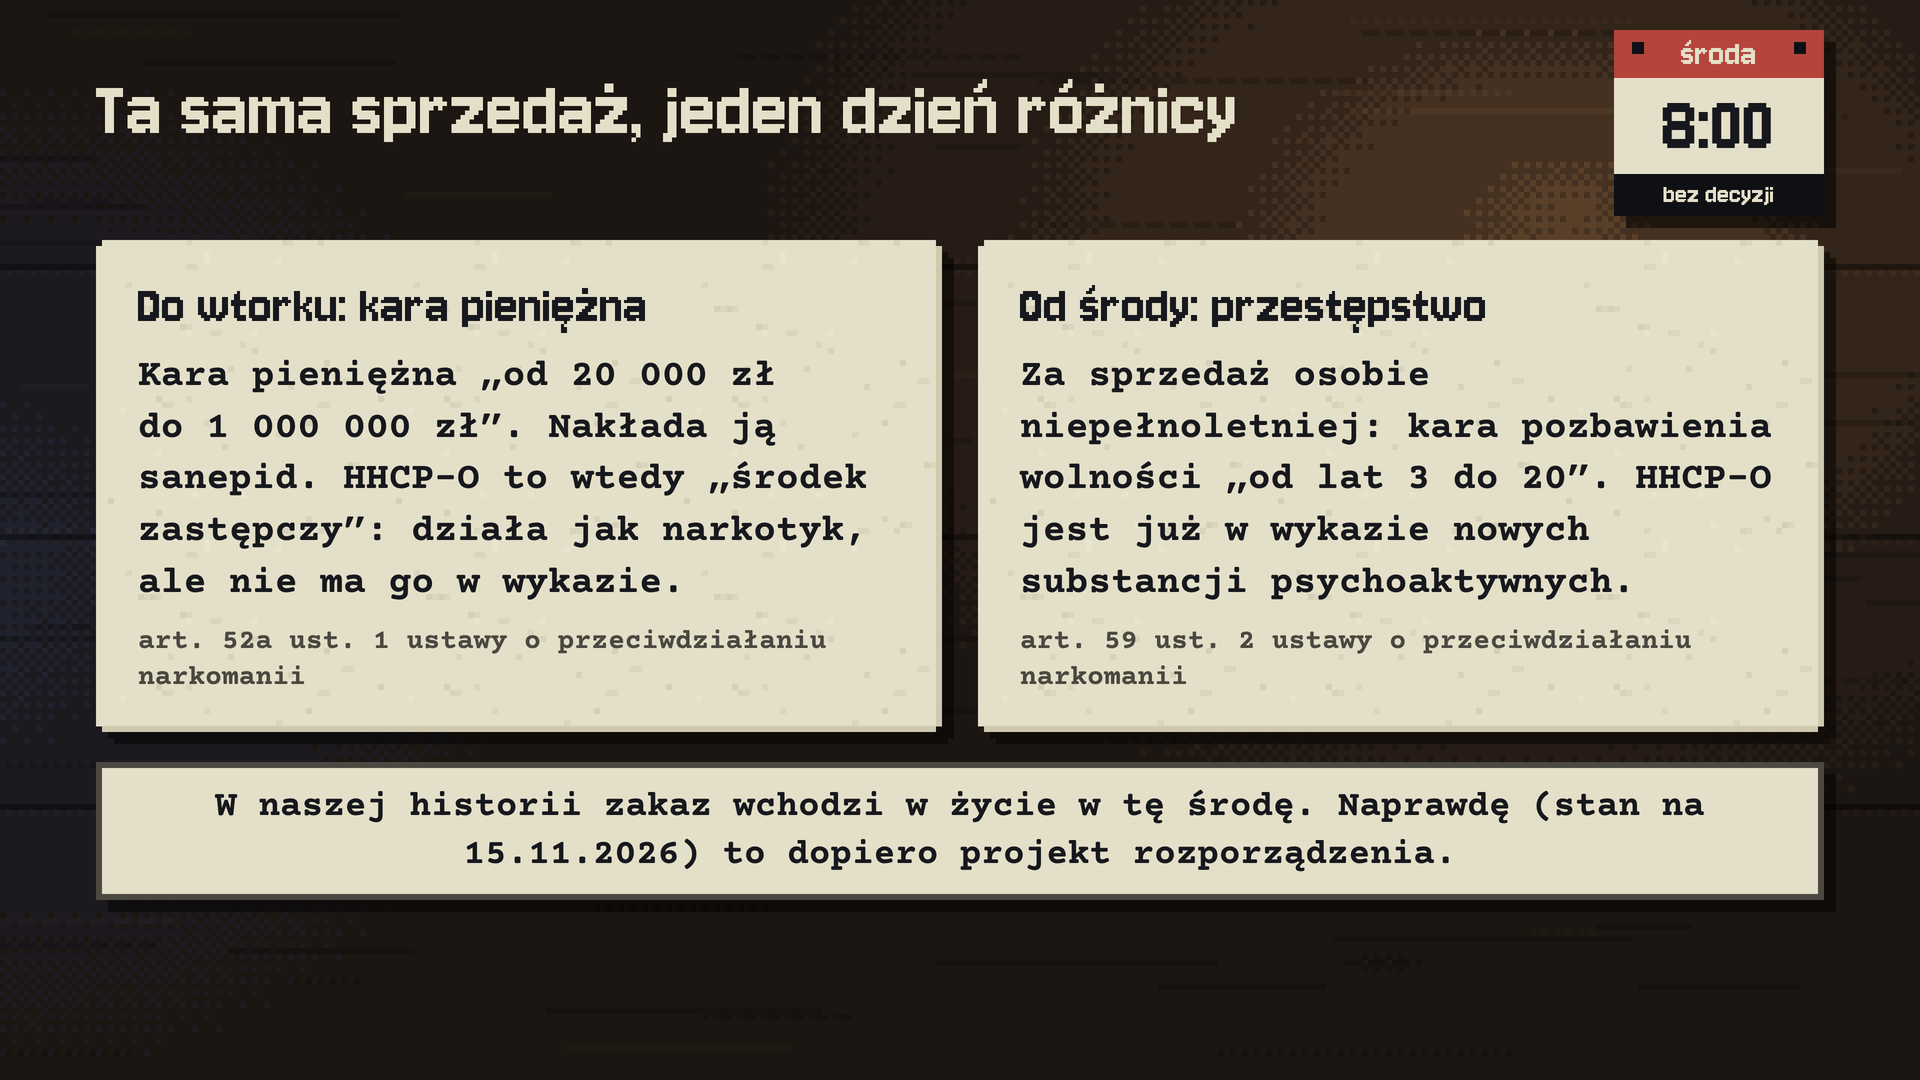 Ta sama sprzedaż, jeden dzień różnicy
środa
8:00
bez decyzji
Do wtorku: kara pieniężna
Kara pieniężna „od 20 000 zł
do 1 000 000 zł”. Nakłada ją
sanepid. HHCP-O to wtedy „środek
zastępczy”: działa jak narkotyk,
ale nie ma go w wykazie.
art. 52a ust. 1 ustawy o przeciwdziałaniu
narkomanii
Od środy: przestępstwo
Za sprzedaż osobie
niepełnoletniej: kara pozbawienia
wolności „od lat 3 do 20”. HHCP-O
jest już w wykazie nowych
substancji psychoaktywnych.
art. 59 ust. 2 ustawy o przeciwdziałaniu
narkomanii
W naszej historii zakaz wchodzi w życie w tę środę. Naprawdę (stan na
15.11.2026) to dopiero projekt rozporządzenia.